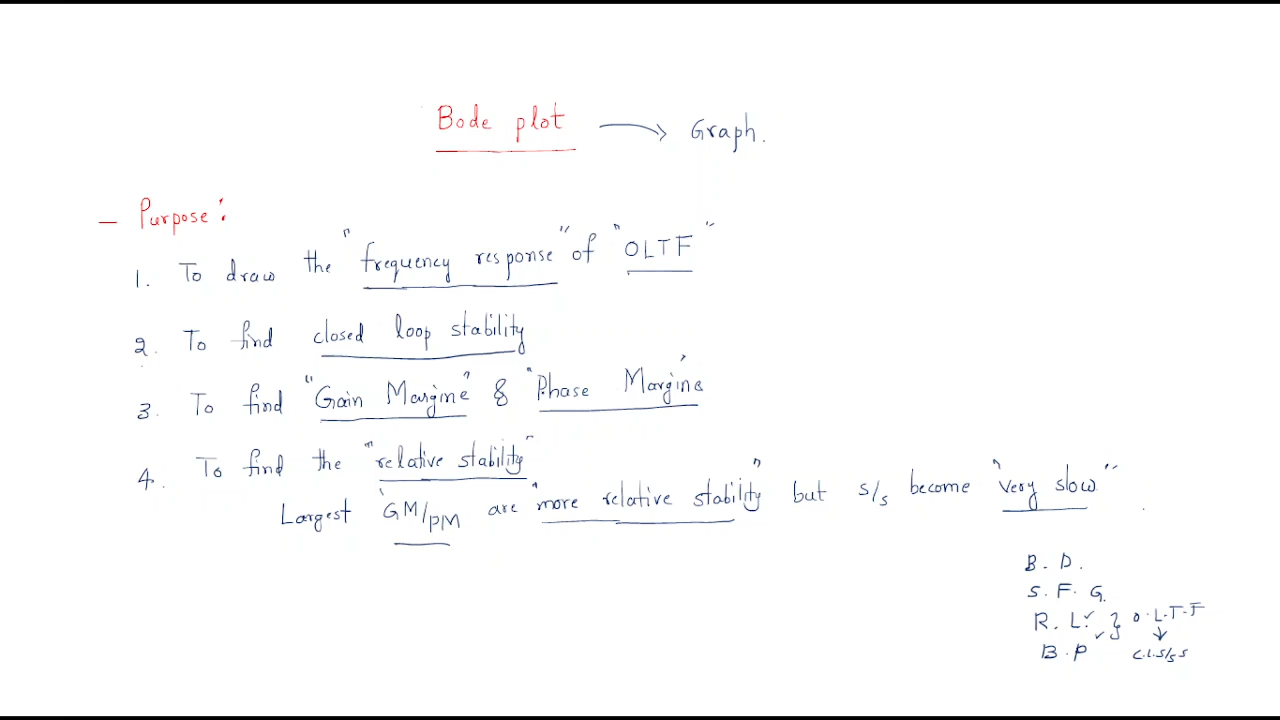 Bode plot → Graph.
- Purpose:
1. To draw the "frequency response" of "OLTF"
2. To find closed loop stability
3. To find "Gain Margine" & "Phase Margine"
4. To find the "relative stability"
Largest GM/PM are "more relative stability" but s/s become "very slow"
B. D.
S. F. G.
R. L. ✓ } O.L.T.F
↓
B.P ✓ C.L.S/SS